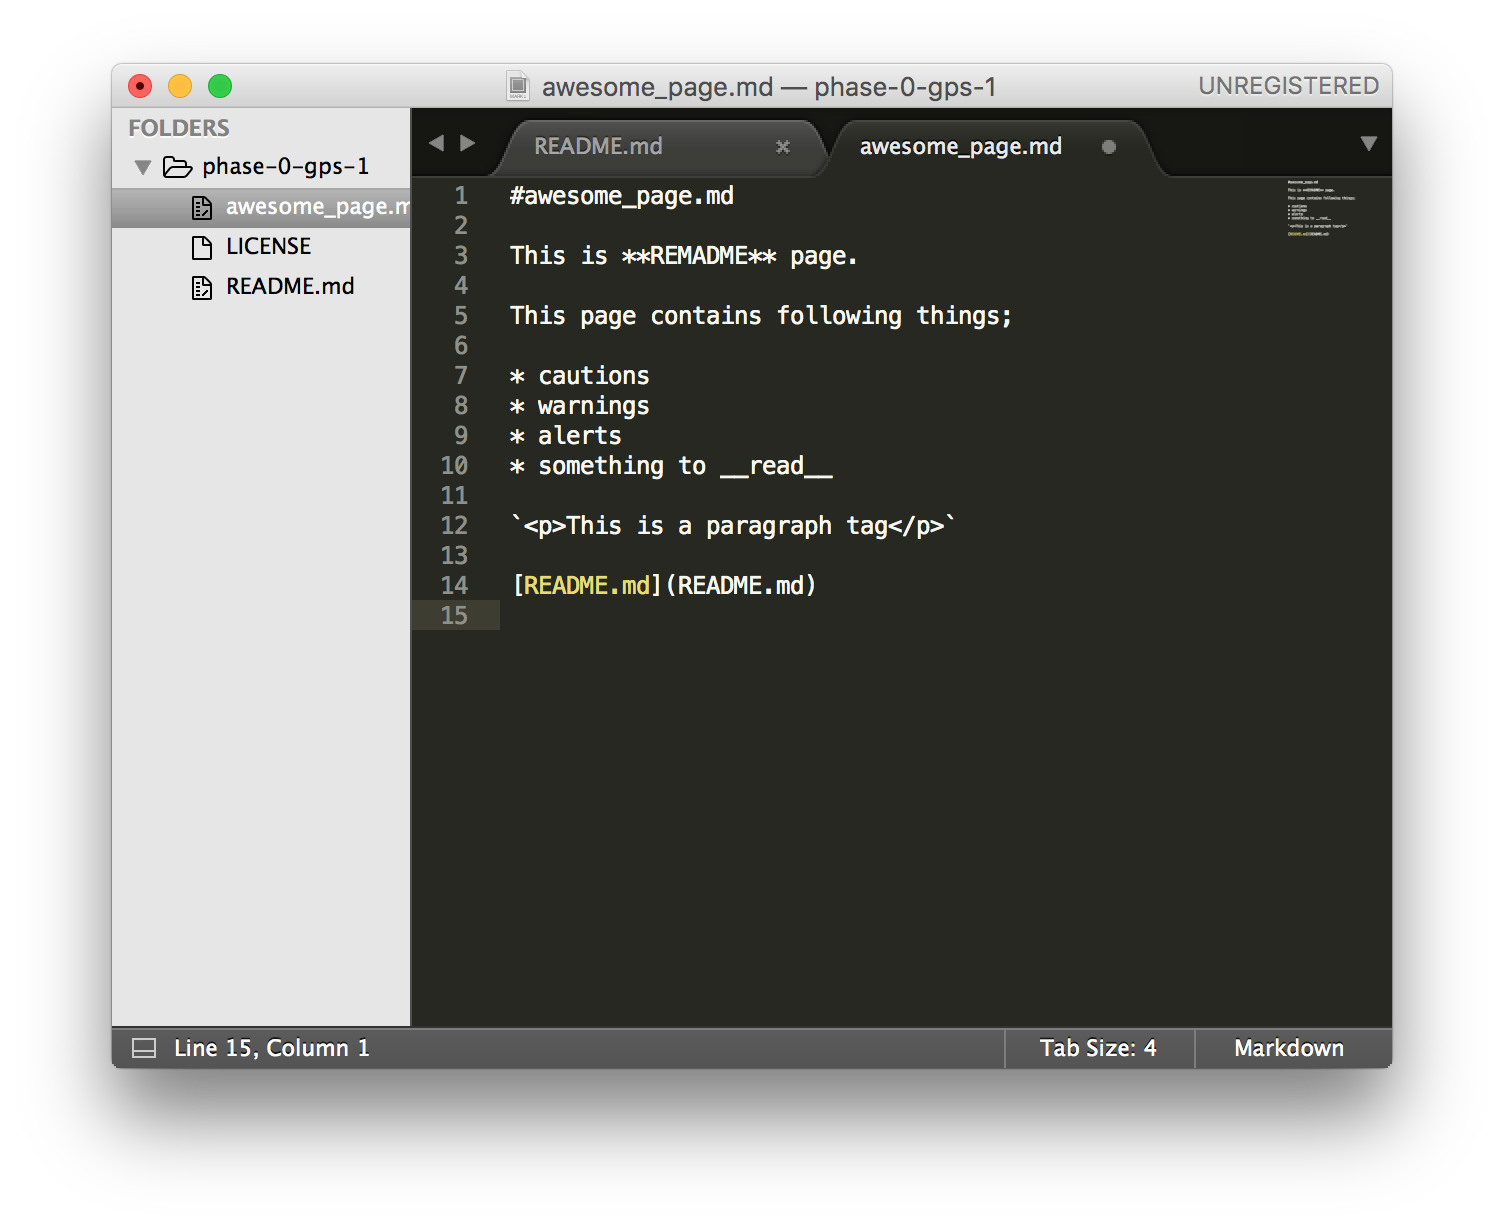 awesome_page.md — phase-0-gps-1
UNREGISTERED
FOLDERS
phase-0-gps-1
awesome_page.m
LICENSE
README.md
README.md
awesome_page.md
1 #awesome_page.md
2
3 This is **REMADME** page.
4
5 This page contains following things;
6
7 * cautions
8 * warnings
9 * alerts
10 * something to __read__
11
12 `<p>This is a paragraph tag</p>`
13
14 [README.md](README.md)
15
Line 15, Column 1
Tab Size: 4
Markdown